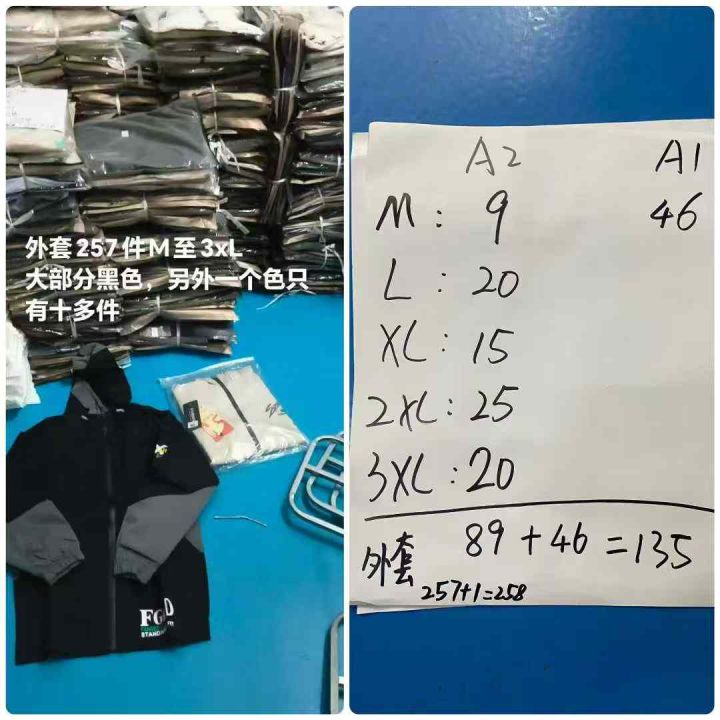 外套257件M至3xL
大部分黑色，另外一个色只
有十多件
A2 A1
M: 9 46
L: 20
XL: 15
2XL: 25
3XL: 20
外套 89+46=135
257+1=258